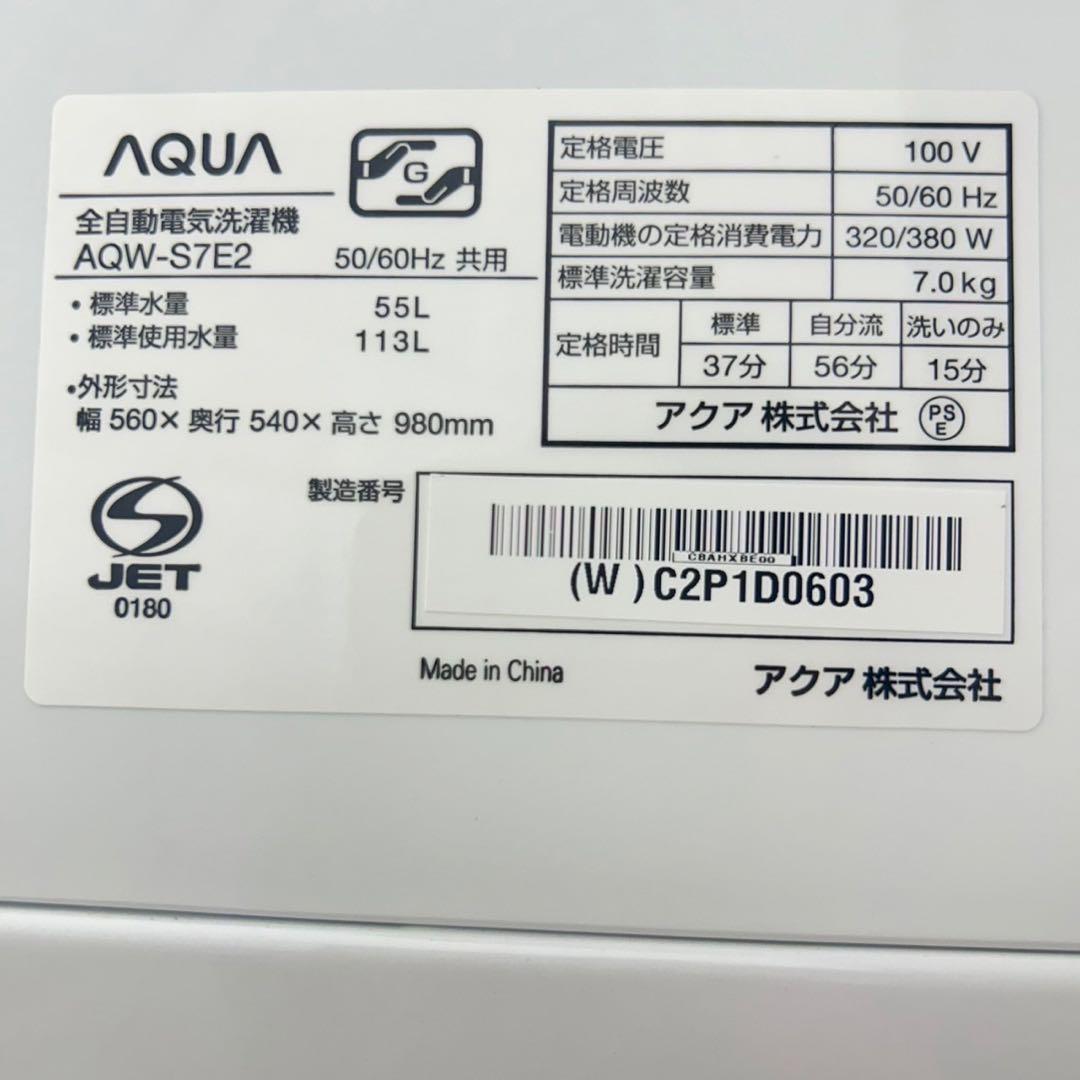 AQUA
G
全自動電気洗濯機
AQW-S7E2 50/60Hz 共用
・標準水量 55L
・標準使用水量 113L
・外形寸法
幅 560× 奥行 540× 高さ 980mm
定格電圧 100 V
定格周波数 50/60 Hz
電動機の定格消費電力 320/380 W
標準洗濯容量 7.0kg
定格時間 標準 自分流 洗いのみ
37分 56分 15分
アクア 株式会社 PSE
JET
0180
製造番号
CBAHXBE00
(W )C2P1D0603
Made in China
アクア 株式会社